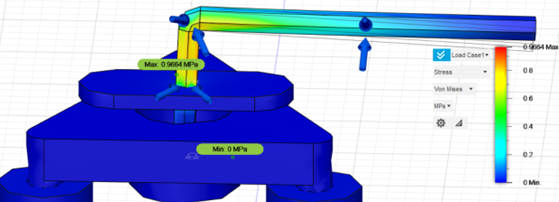 Max: 0.9664 MPa
Min: 0 MPa
Load Case1
Stress
Von Mises
MPa
0.9664 Max
0.8
0.6
0.4
0.2
0 Min.